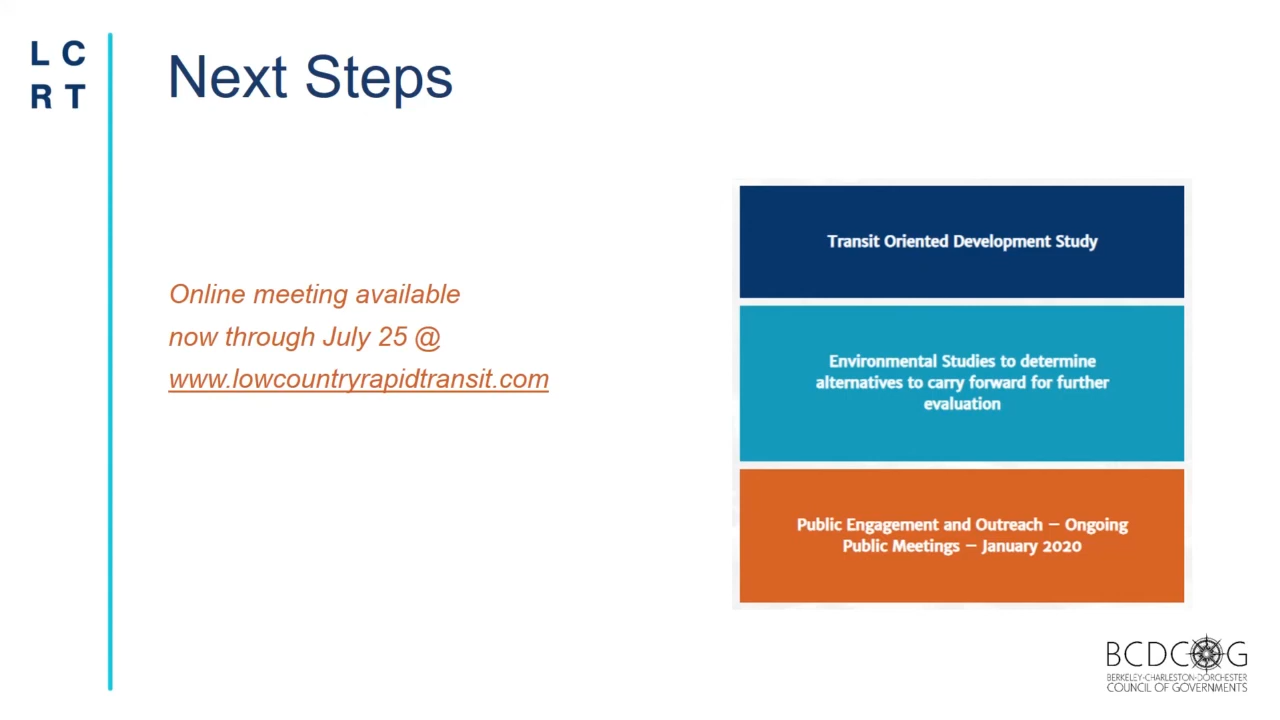 L C
R T
Next Steps
Online meeting available
now through July 25 @
www.lowcountryrapidtransit.com
Transit Oriented Development Study
Environmental Studies to determine
alternatives to carry forward for further
evaluation
Public Engagement and Outreach – Ongoing
Public Meetings – January 2020
BCDCOG
BERKELEY-CHARLESTON-DORCHESTER
COUNCIL OF GOVERNMENTS